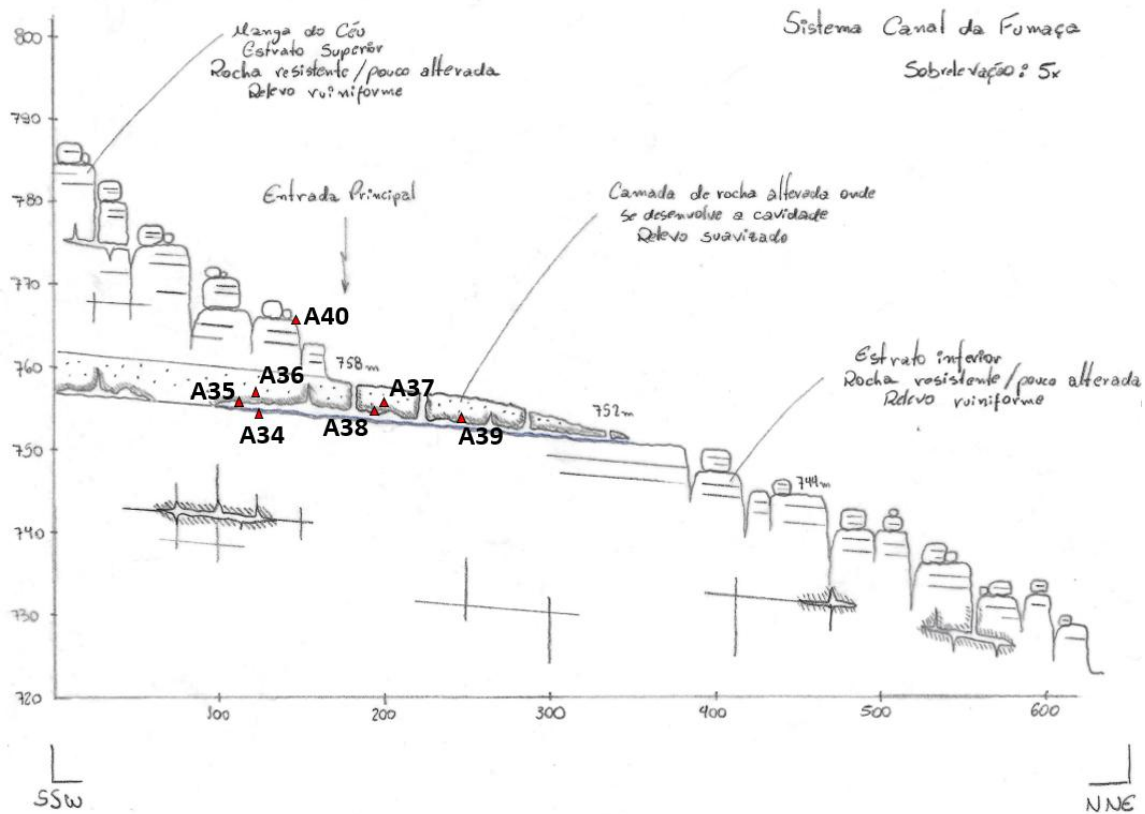 Sistema Canal da Fumaça
Sobrelevação: 5x
Manga do Céu
Estrato Superior
Rocha resistente/pouco alterada
Relevo ruiniforme
Entrada Principal
Camada de rocha alterada onde
se desenvolve a cavidade
Relevo suavizado
Estrato inferior
Rocha resistente/pouco alterada
Relevo ruiniforme
800
790
780
770
760
750
740
730
720
A40
758m
A35
A36
A37
A34
A38
A39
752m
744m
100
200
300
400
500
600
SSW
NNE